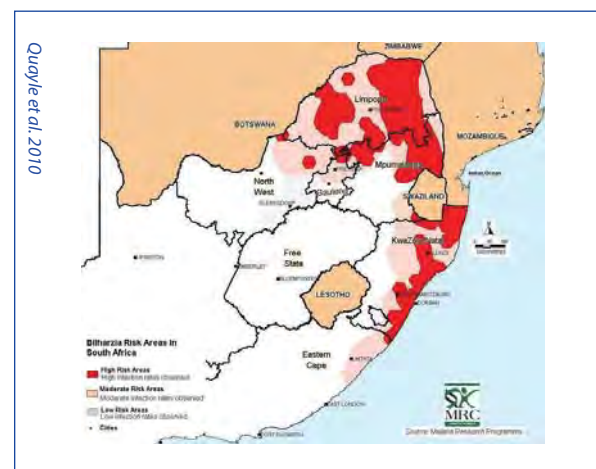 Quayle et al. 2010
ZIMBABWE
Limpopo
BOTSWANA
MOZAMBIQUE
Mpumalanga
North
West
Gauteng
SWAZILAND
KwaZulu-Natal
Free
State
LESOTHO
Eastern
Cape
EAST LONDON
Bilharzia Risk Areas in
South Africa
High Risk Areas
High infection rates observed
Moderate Risk Areas
Moderate infection rates observed
Low Risk Areas
Low infection rates observed
Cities
MRC
Source: Malaria Research Programme